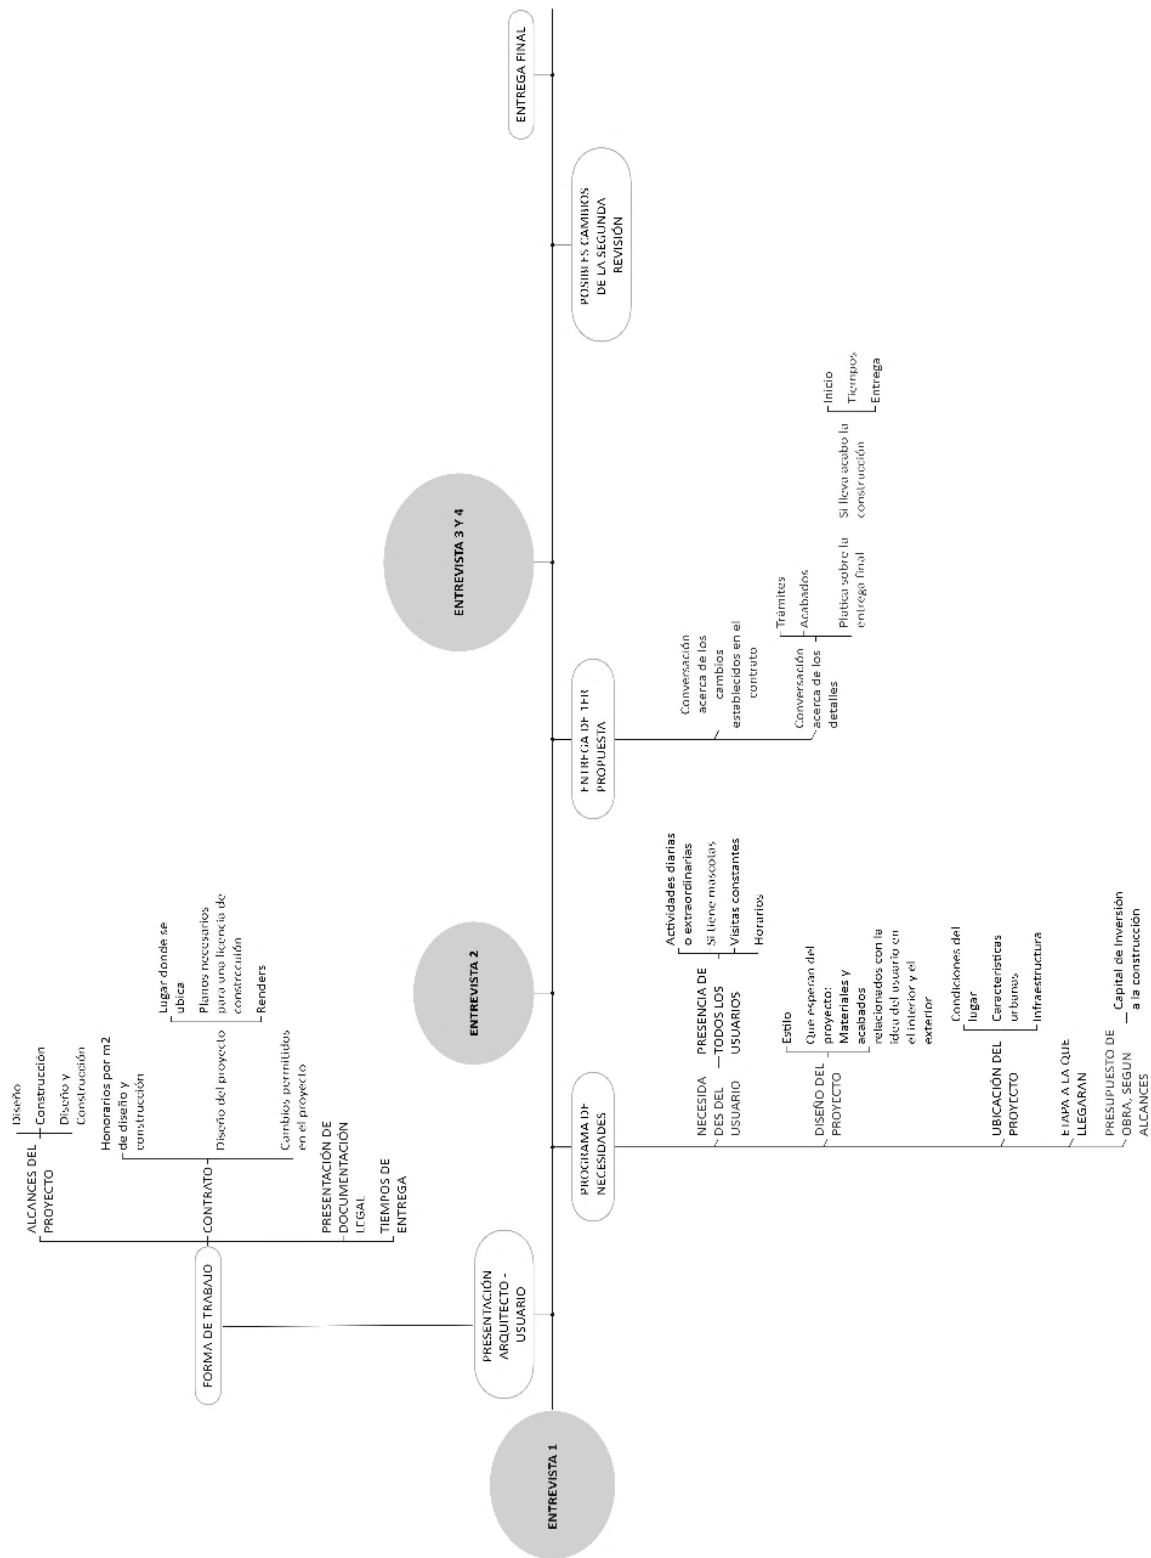 ENTREVISTA 1
PRESENTACIÓN
ARQUITECTO -
USUARIO
FORMA DE TRABAJO
ALCANCES DEL
PROYECTO
Diseño
Construcción
Diseño y
Construcción
CONTRATO
Honorarios por m2
de diseño y
construcción
Diseño del proyecto
Lugar donde se
ubica
Planos necesarios
para una licencia de
construcción
Renders
Cambios permitidos
en el proyecto
PRESENTACIÓN DE
DOCUMENTACIÓN
LEGAL
TIEMPOS DE
ENTREGA
PROGRAMA DE
NECESIDADES
NECESIDA
DES DEL
USUARIO
PRESENCIA DE
TODOS LOS
USUARIOS
Actividades diarias
o extraordinarias
Si tiene mascotas
Visitas constantes
Horarios
DISEÑO DEL
PROYECTO
Estilo
Que esperan del
proyecto:
Materiales y
acabados
relacionados con la
idea del usuario en
el interior y el
exterior
UBICACIÓN DEL
PROYECTO
Condiciones del
lugar
Caracteristicas
urbanas
Infraestructura
ETAPA A LA QUE
LLEGARAN
PRESUPUESTO DE
OBRA, SEGUN
ALCANCES
Capital de Inversión
a la construcción
ENTREVISTA 2
ENTREGA DE 1ER
PROPUESTA
Conversación
acerca de los
cambios
establecidos en el
contrato
Conversación
acerca de los
detalles
Trámites
Acabados
Platica sobre la
entrega final
Si lleva acabo la
construcción
Inicio
Tiempos
Entrega
ENTREVISTA 3 Y 4
POSIBLES CAMBIOS
DE LA SEGUNDA
REVISIÓN
ENTREGA FINAL